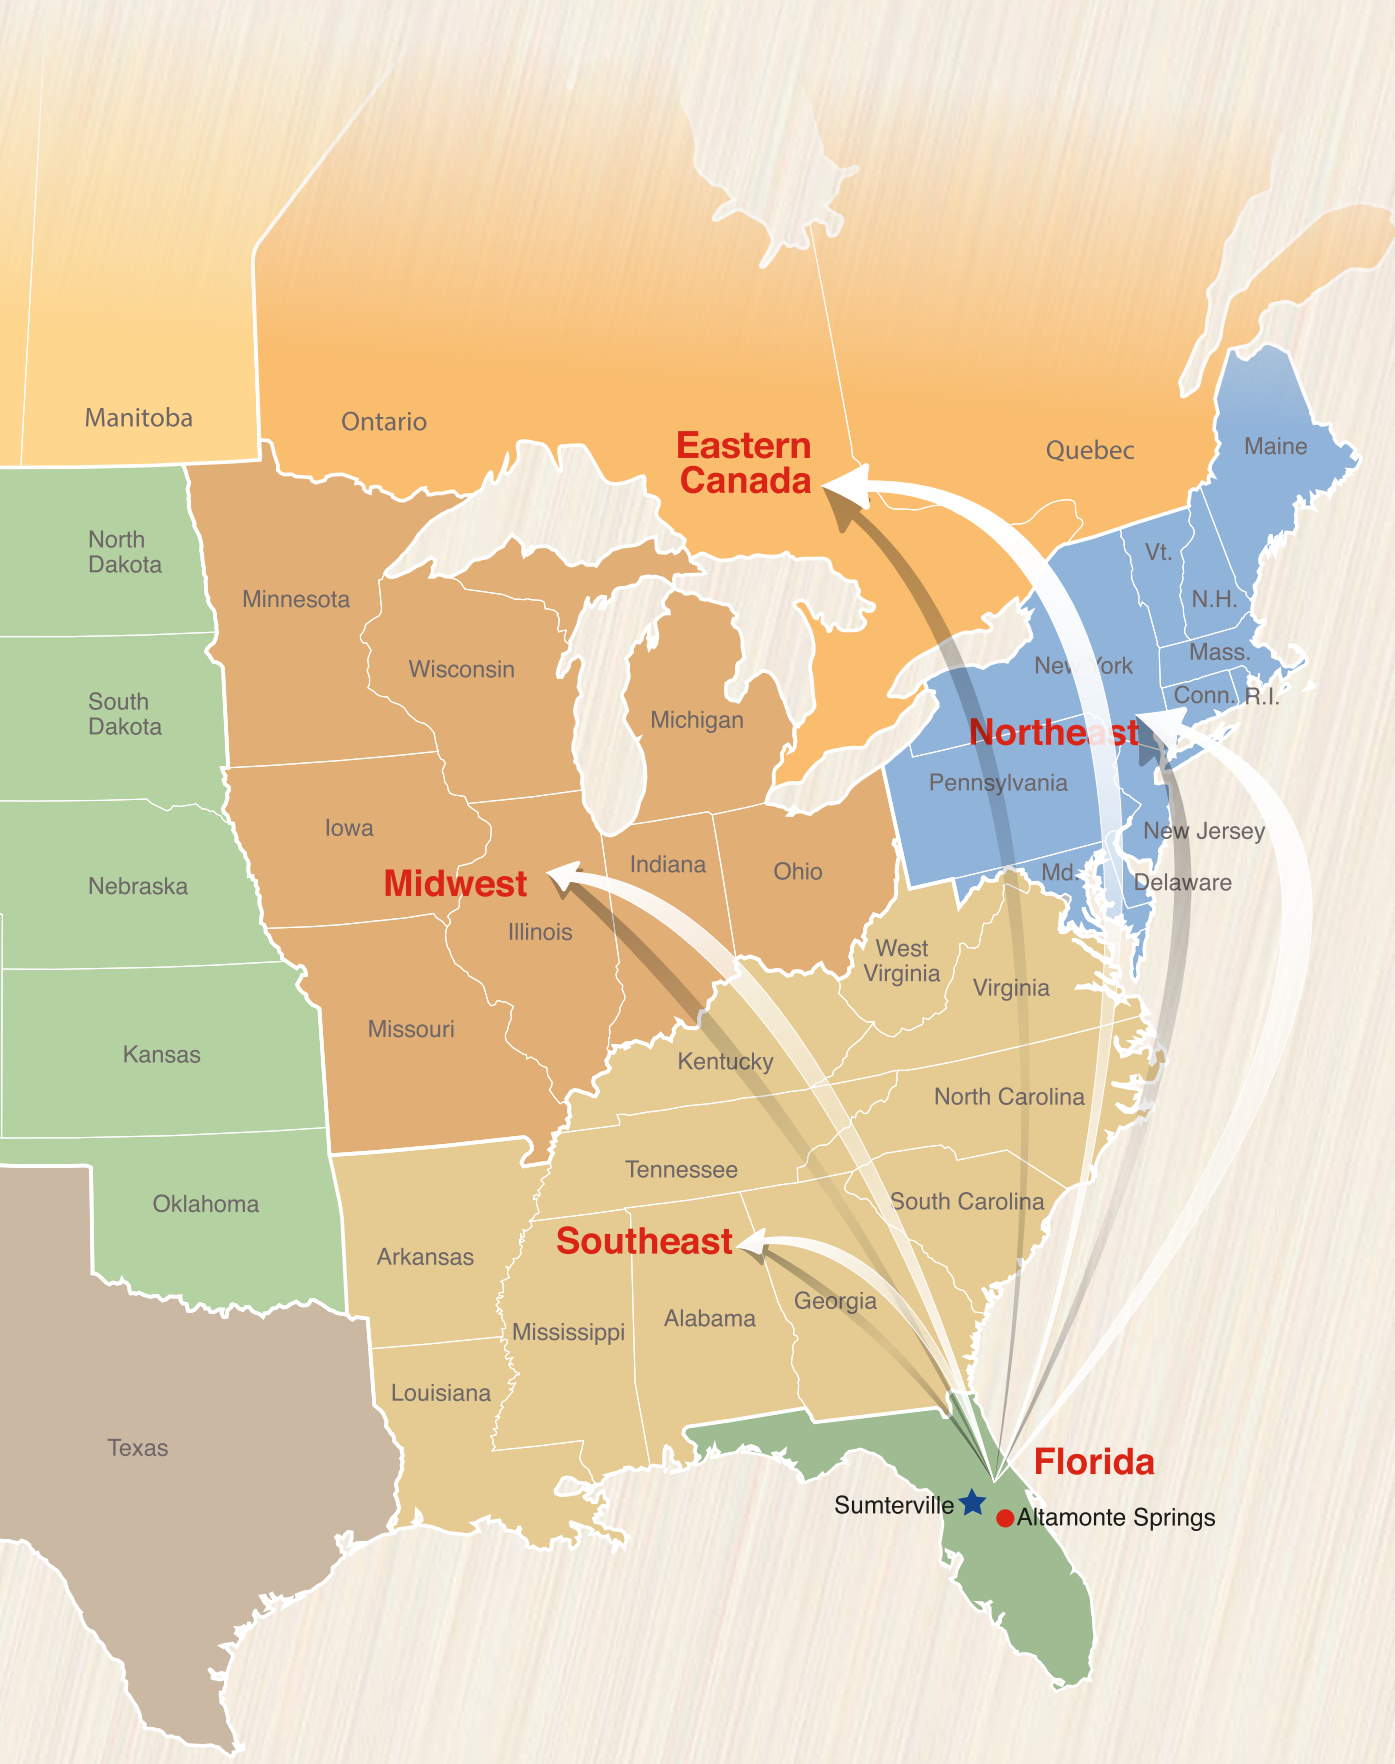 Manitoba
Ontario
Eastern
Canada
Quebec
Maine
North
Dakota
Minnesota
Vt.
N.H.
Wisconsin
New York
Mass.
Conn.
R.I.
South
Dakota
Michigan
Northeast
Pennsylvania
Iowa
New Jersey
Nebraska
Midwest
Indiana
Ohio
Md.
Delaware
Illinois
West
Virginia
Virginia
Missouri
Kansas
Kentucky
North Carolina
Tennessee
Oklahoma
South Carolina
Southeast
Arkansas
Georgia
Alabama
Mississippi
Louisiana
Texas
Florida
Sumterville
Altamonte Springs